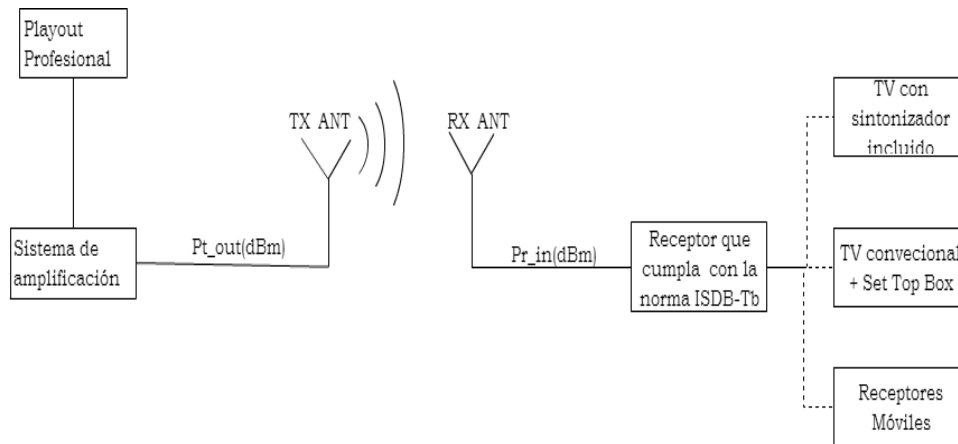 Playout
Profesional
TX ANT
RX ANT
TV con
sintonizador
incluido
Sistema de
amplificación
Pt_out(dBm)
Pr_in(dBm)
Receptor que
cumpla con la
norma ISDB-Tb
TV convecional
+ Set Top Box
Receptores
Móviles